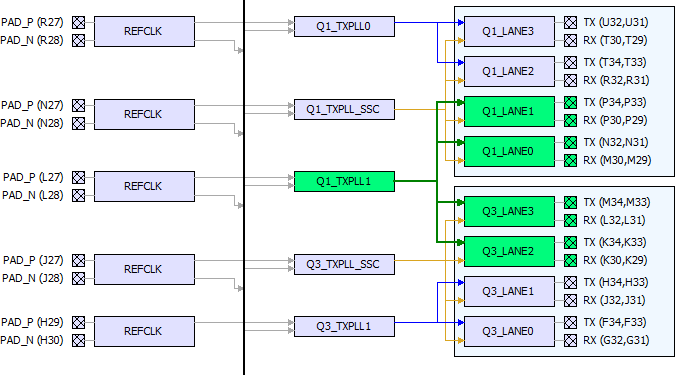 PAD_P (R27)
PAD_N (R28)
REFCLK
Q1_TXPLL0
Q1_LANE3
TX (U32,U31)
RX (T30,T29)
Q1_LANE2
TX (T34,T33)
RX (R32,R31)
PAD_P (N27)
PAD_N (N28)
REFCLK
Q1_TXPLL_SSC
Q1_LANE1
TX (P34,P33)
RX (P30,P29)
Q1_LANE0
TX (N32,N31)
RX (M30,M29)
PAD_P (L27)
PAD_N (L28)
REFCLK
Q1_TXPLL1
Q3_LANE3
TX (M34,M33)
RX (L32,L31)
Q3_LANE2
TX (K34,K33)
RX (K30,K29)
PAD_P (J27)
PAD_N (J28)
REFCLK
Q3_TXPLL_SSC
Q3_LANE1
TX (H34,H33)
RX (J32,J31)
PAD_P (H29)
PAD_N (H30)
REFCLK
Q3_TXPLL1
Q3_LANE0
TX (F34,F33)
RX (G32,G31)